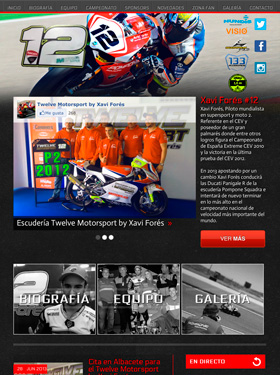 INICIO BIOGRAFÍA EQUIPO CAMPEONATO SPONSORS NOVEDADES ZONA FAN GALERIA CONTACTO
12
VISIO
133
Twelve Motorsport by Xavi Forés
Me gusta 268
P2
2012
Escudería Twelve Motorsport by Xavi Forés
Xavi Forés #12
Xavi Forés, Piloto mundialista
en supersport y moto 2.
Referente en el CEV y
poseedor de un gran
palmarés donde entre otros
logros figura el Campeonato
de España Extreme CEV 2010
y la victoria en la última
prueba del CEV 2012.
En 2013 apostando por un
cambio Xavi Forés conducirá
las Ducati Panigale R de la
escudería Pompone Squadra e
intentará de nuevo terminar
en lo más alto en el
campeonato nacional de
velocidad más importante del
mundo.
VER MÁS
BIOGRAFÍA
EQUIPO
GALERÍA
28 · JUN 2013
Cita en Albacete para
el Twelve Motorsport
EN DIRECTO